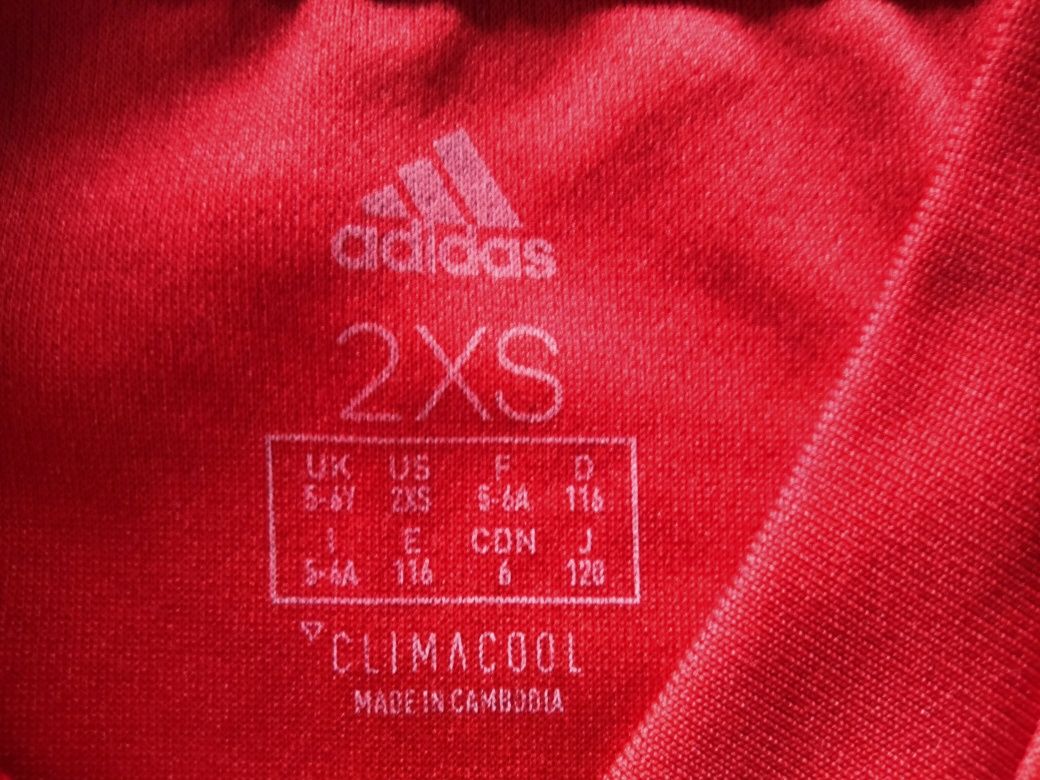 adidas
2XS
UK US F D
5-6Y 2XS 5-6A 116
I E CDN J
5-6A 116 6 120
CLIMACOOL
MADE IN CAMBODIA